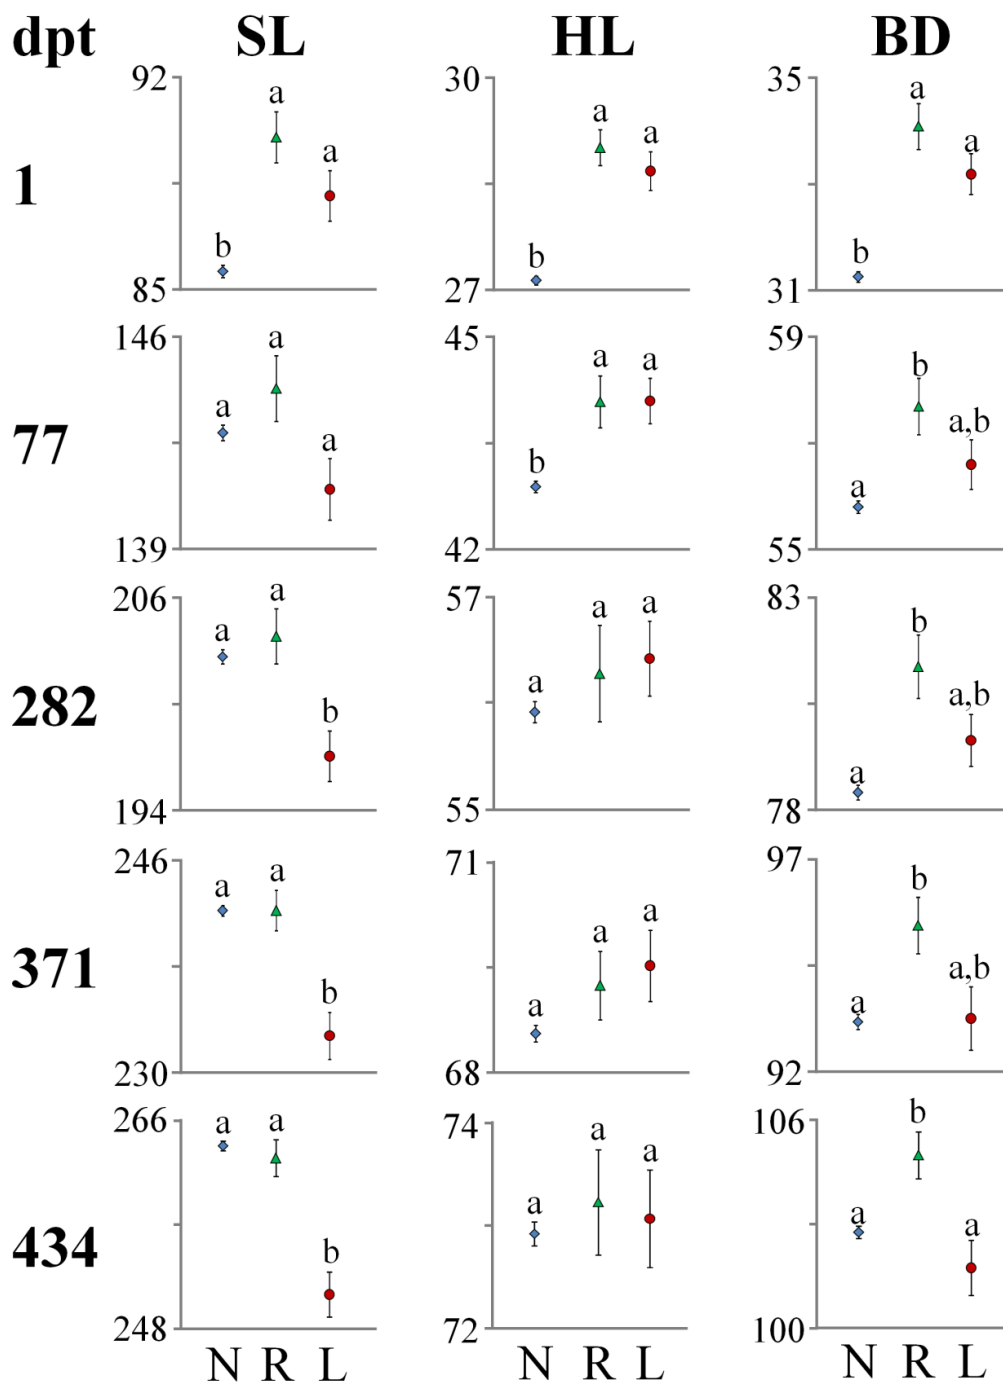 dpt SL HL BD
92 30 35
a a a
a a a
1
b b b
85 27 31
146 45 59
a a a b
a a,b
77 a b a
139 42 55
206 57 83
a a a a b
a a,b
282 b a
194 55 78
246 71 97
a a a b
a a,b
371 b a a
230 68 92
266 74 106
a a a a b
a a
434 b a
248 72 100
N R L N R L N R L